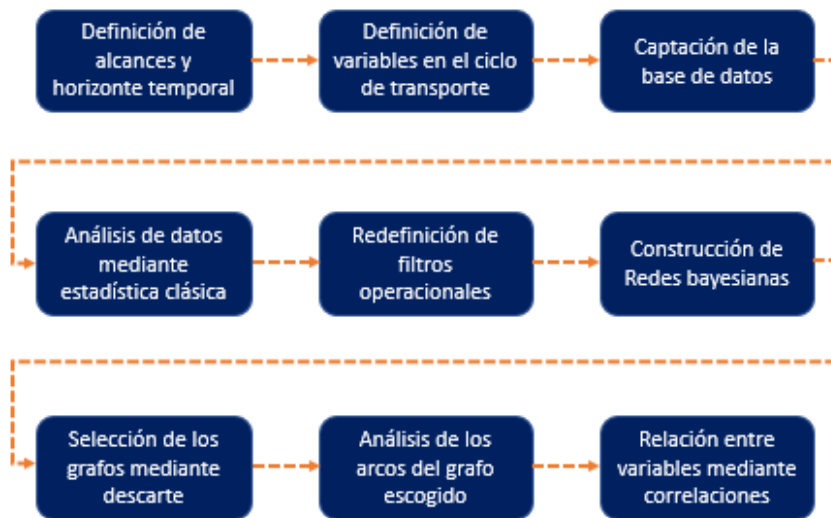 Definición de
alcances y
horizonte temporal
Definición de
variables en el ciclo
de transporte
Captación de la
base de datos
Análisis de datos
mediante
estadística clásica
Redefinición de
filtros
operacionales
Construcción de
Redes bayesianas
Selección de los
grafos mediante
descarte
Análisis de los
arcos del grafo
escogido
Relación entre
variables mediante
correlaciones